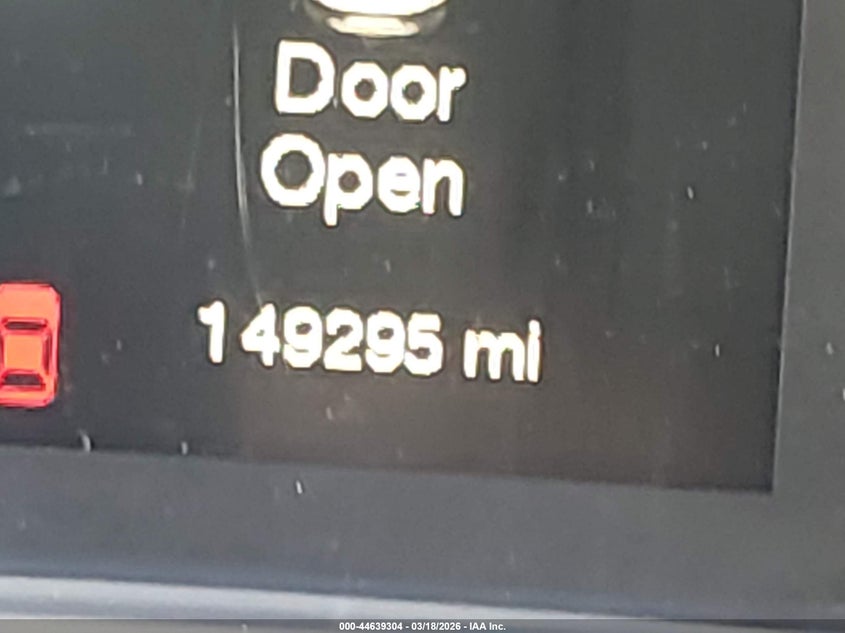 Door
Open
149295 mi
000-44639304 - 03/18/2026 - IAA Inc.